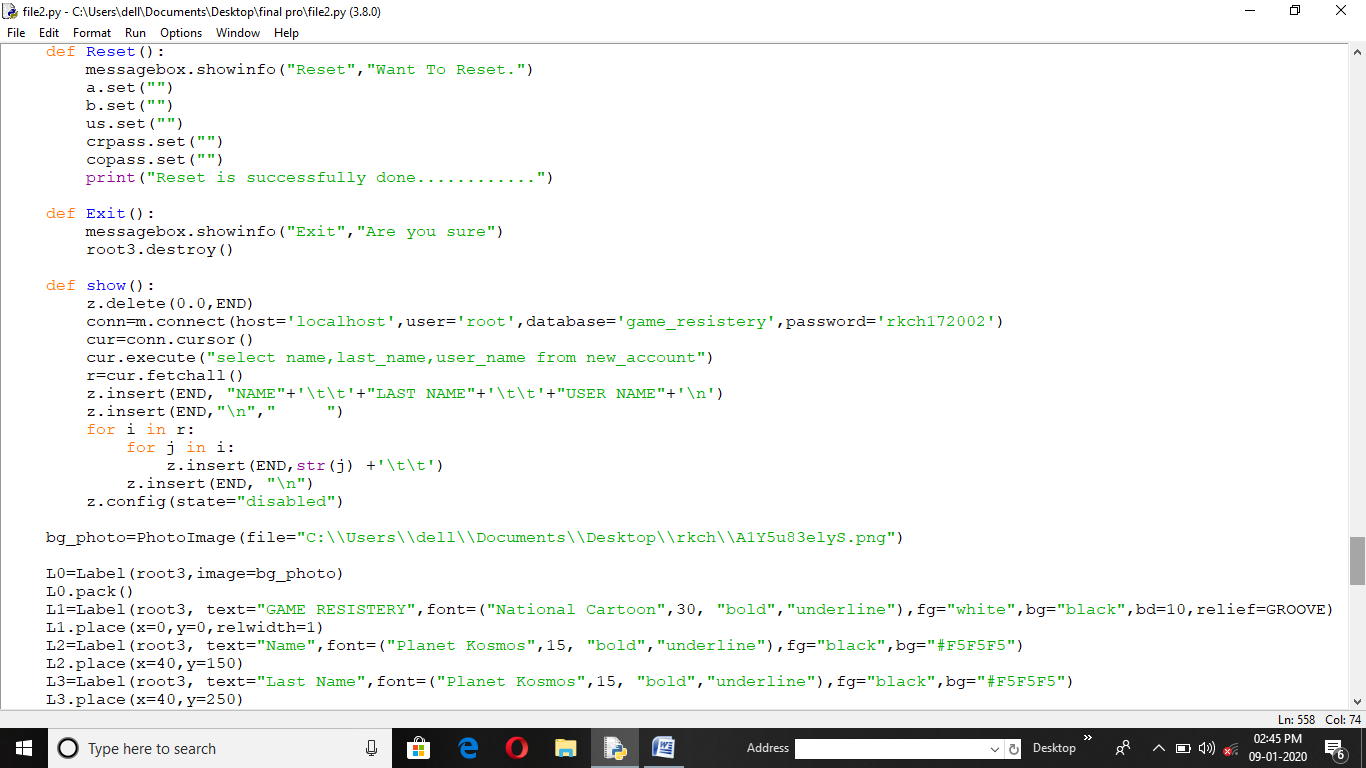 file2.py - C:\Users\dell\Documents\Desktop\final pro\file2.py (3.8.0)
File Edit Format Run Options Window Help
def Reset():
    messagebox.showinfo("Reset","Want To Reset.")
    a.set("")
    b.set("")
    us.set("")
    crpass.set("")
    copass.set("")
    print("Reset is successfully done............")

def Exit():
    messagebox.showinfo("Exit","Are you sure")
    root3.destroy()

def show():
    z.delete(0.0,END)
    conn=m.connect(host='localhost',user='root',database='game_resistery',password='rkch172002')
    cur=conn.cursor()
    cur.execute("select name,last_name,user_name from new_account")
    r=cur.fetchall()
    z.insert(END, "NAME"+'\t\t'+"LAST NAME"+'\t\t'+"USER NAME"+'\n')
    z.insert(END,"\n","     ")
    for i in r:
        for j in i:
            z.insert(END,str(j) +'\t\t')
        z.insert(END, "\n")
    z.config(state="disabled")

bg_photo=PhotoImage(file="C:\\Users\\dell\\Documents\\Desktop\\rkch\\A1Y5u83elyS.png")

L0=Label(root3,image=bg_photo)
L0.pack()
L1=Label(root3, text="GAME RESISTERY",font=("National Cartoon",30, "bold","underline"),fg="white",bg="black",bd=10,relief=GROOVE)
L1.place(x=0,y=0,relwidth=1)
L2=Label(root3, text="Name",font=("Planet Kosmos",15, "bold","underline"),fg="black",bg="#F5F5F5")
L2.place(x=40,y=150)
L3=Label(root3, text="Last Name",font=("Planet Kosmos",15, "bold","underline"),fg="black",bg="#F5F5F5")
L3.place(x=40,y=250)
Ln: 558 Col: 74
Type here to search
Address
Desktop
02:45 PM
09-01-2020
6